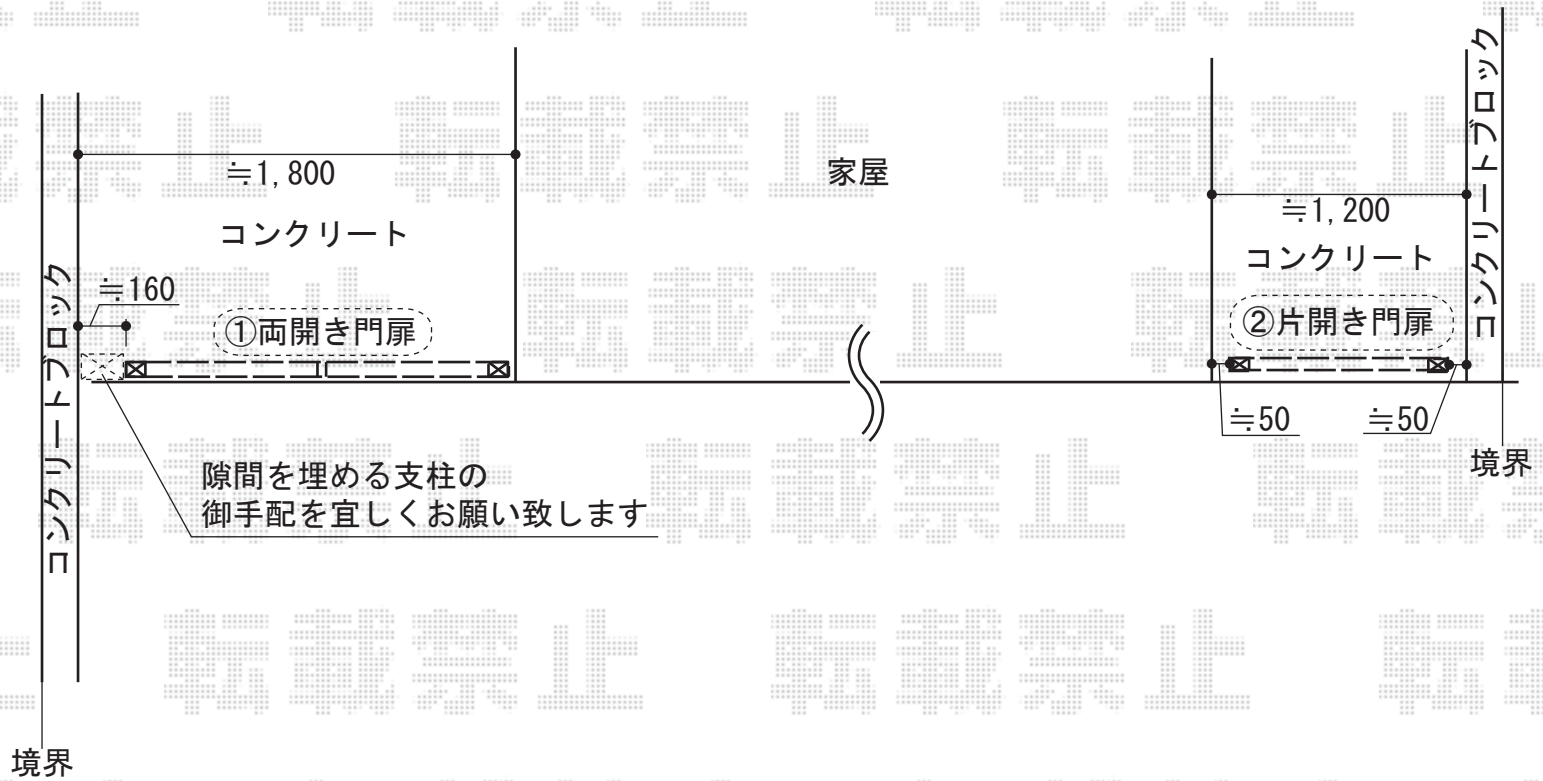 ≒1,800
コンクリート
≒160
①両開き門扉
コンクリートブロック
隙間を埋める支柱の
御手配を宜しくお願い致します
境界
家屋
≒1,200
コンクリート
②片開き門扉
≒50
≒50
コンクリートブロック
境界
転載禁止